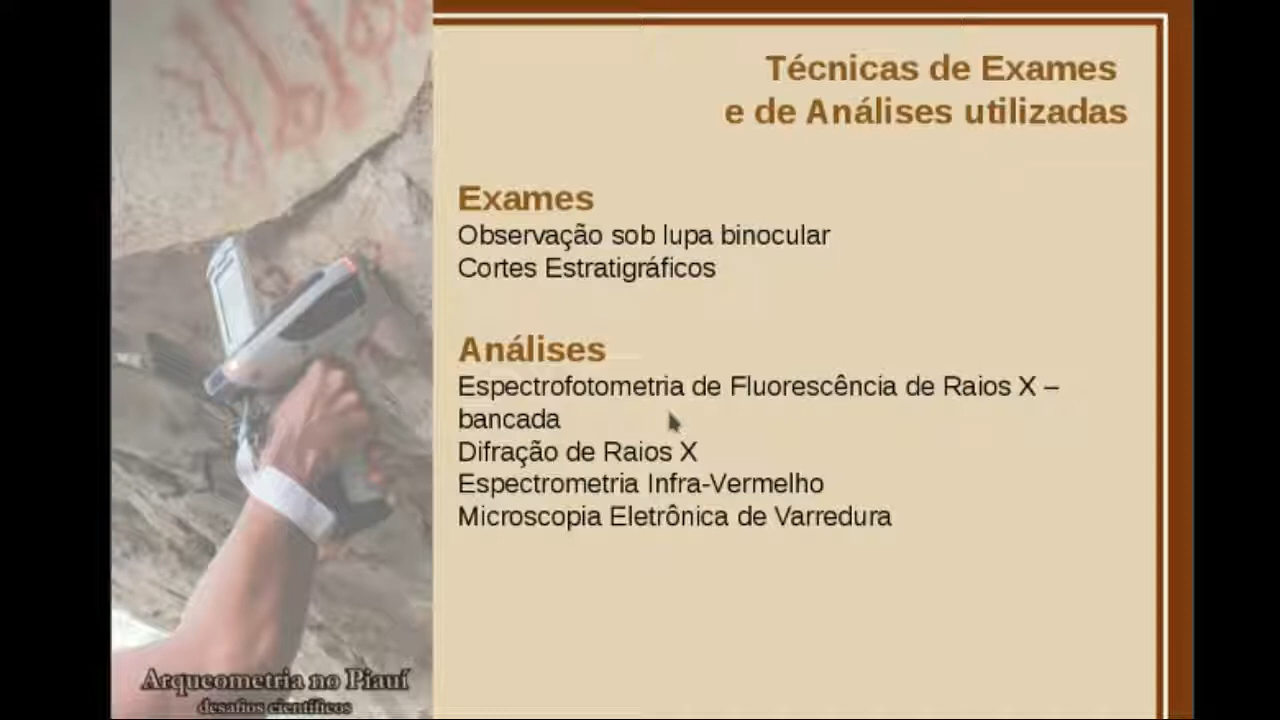 Técnicas de Exames
e de Análises utilizadas
Exames
Observação sob lupa binocular
Cortes Estratigráficos
Análises
Espectrofotometria de Fluorescência de Raios X –
bancada
Difração de Raios X
Espectrometria Infra-Vermelho
Microscopia Eletrônica de Varredura
Arqueometria no Piauí
desafios científicos